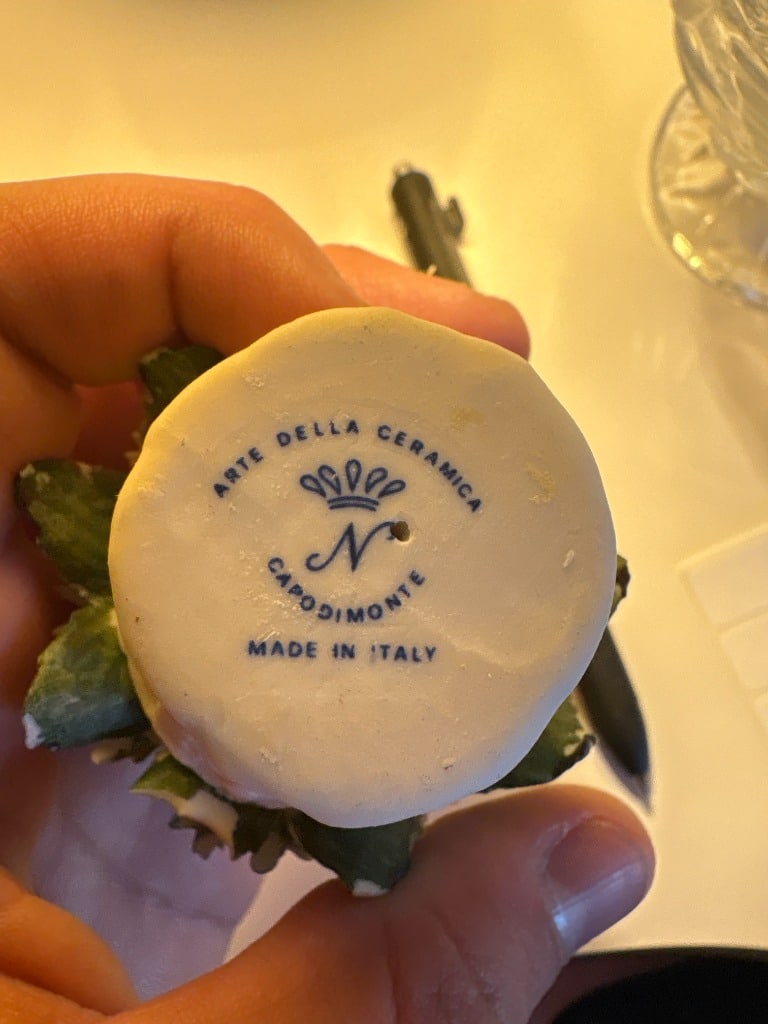 ARTE DELLA CERAMICA
N
CAPODIMONTE
MADE IN ITALY